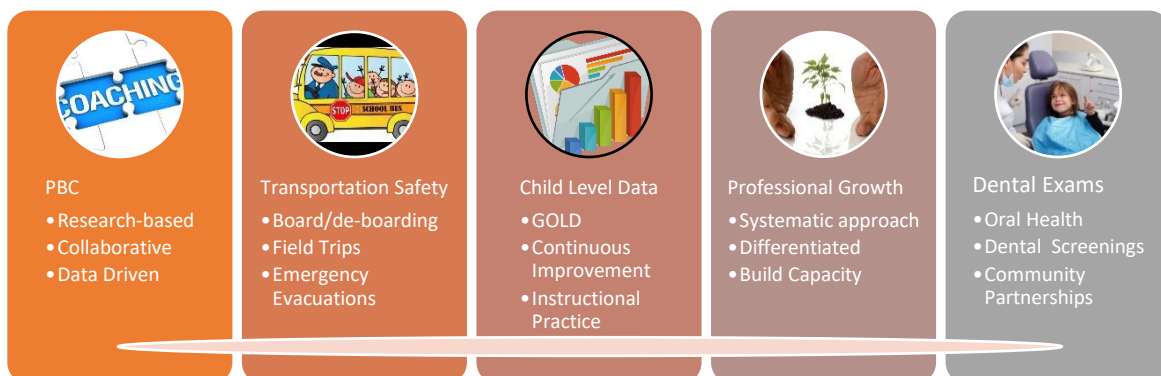 COACHING
PBC
•Research-based
•Collaborative
•Data Driven
STOP
SCHOOL BUS
Transportation Safety
•Board/de-boarding
•Field Trips
•Emergency
Evacuations
Child Level Data
•GOLD
•Continuous
Improvement
•Instructional
Practice
Professional Growth
•Systematic approach
•Differentiated
•Build Capacity
Dental Exams
•Oral Health
•Dental Screenings
•Community
Partnerships